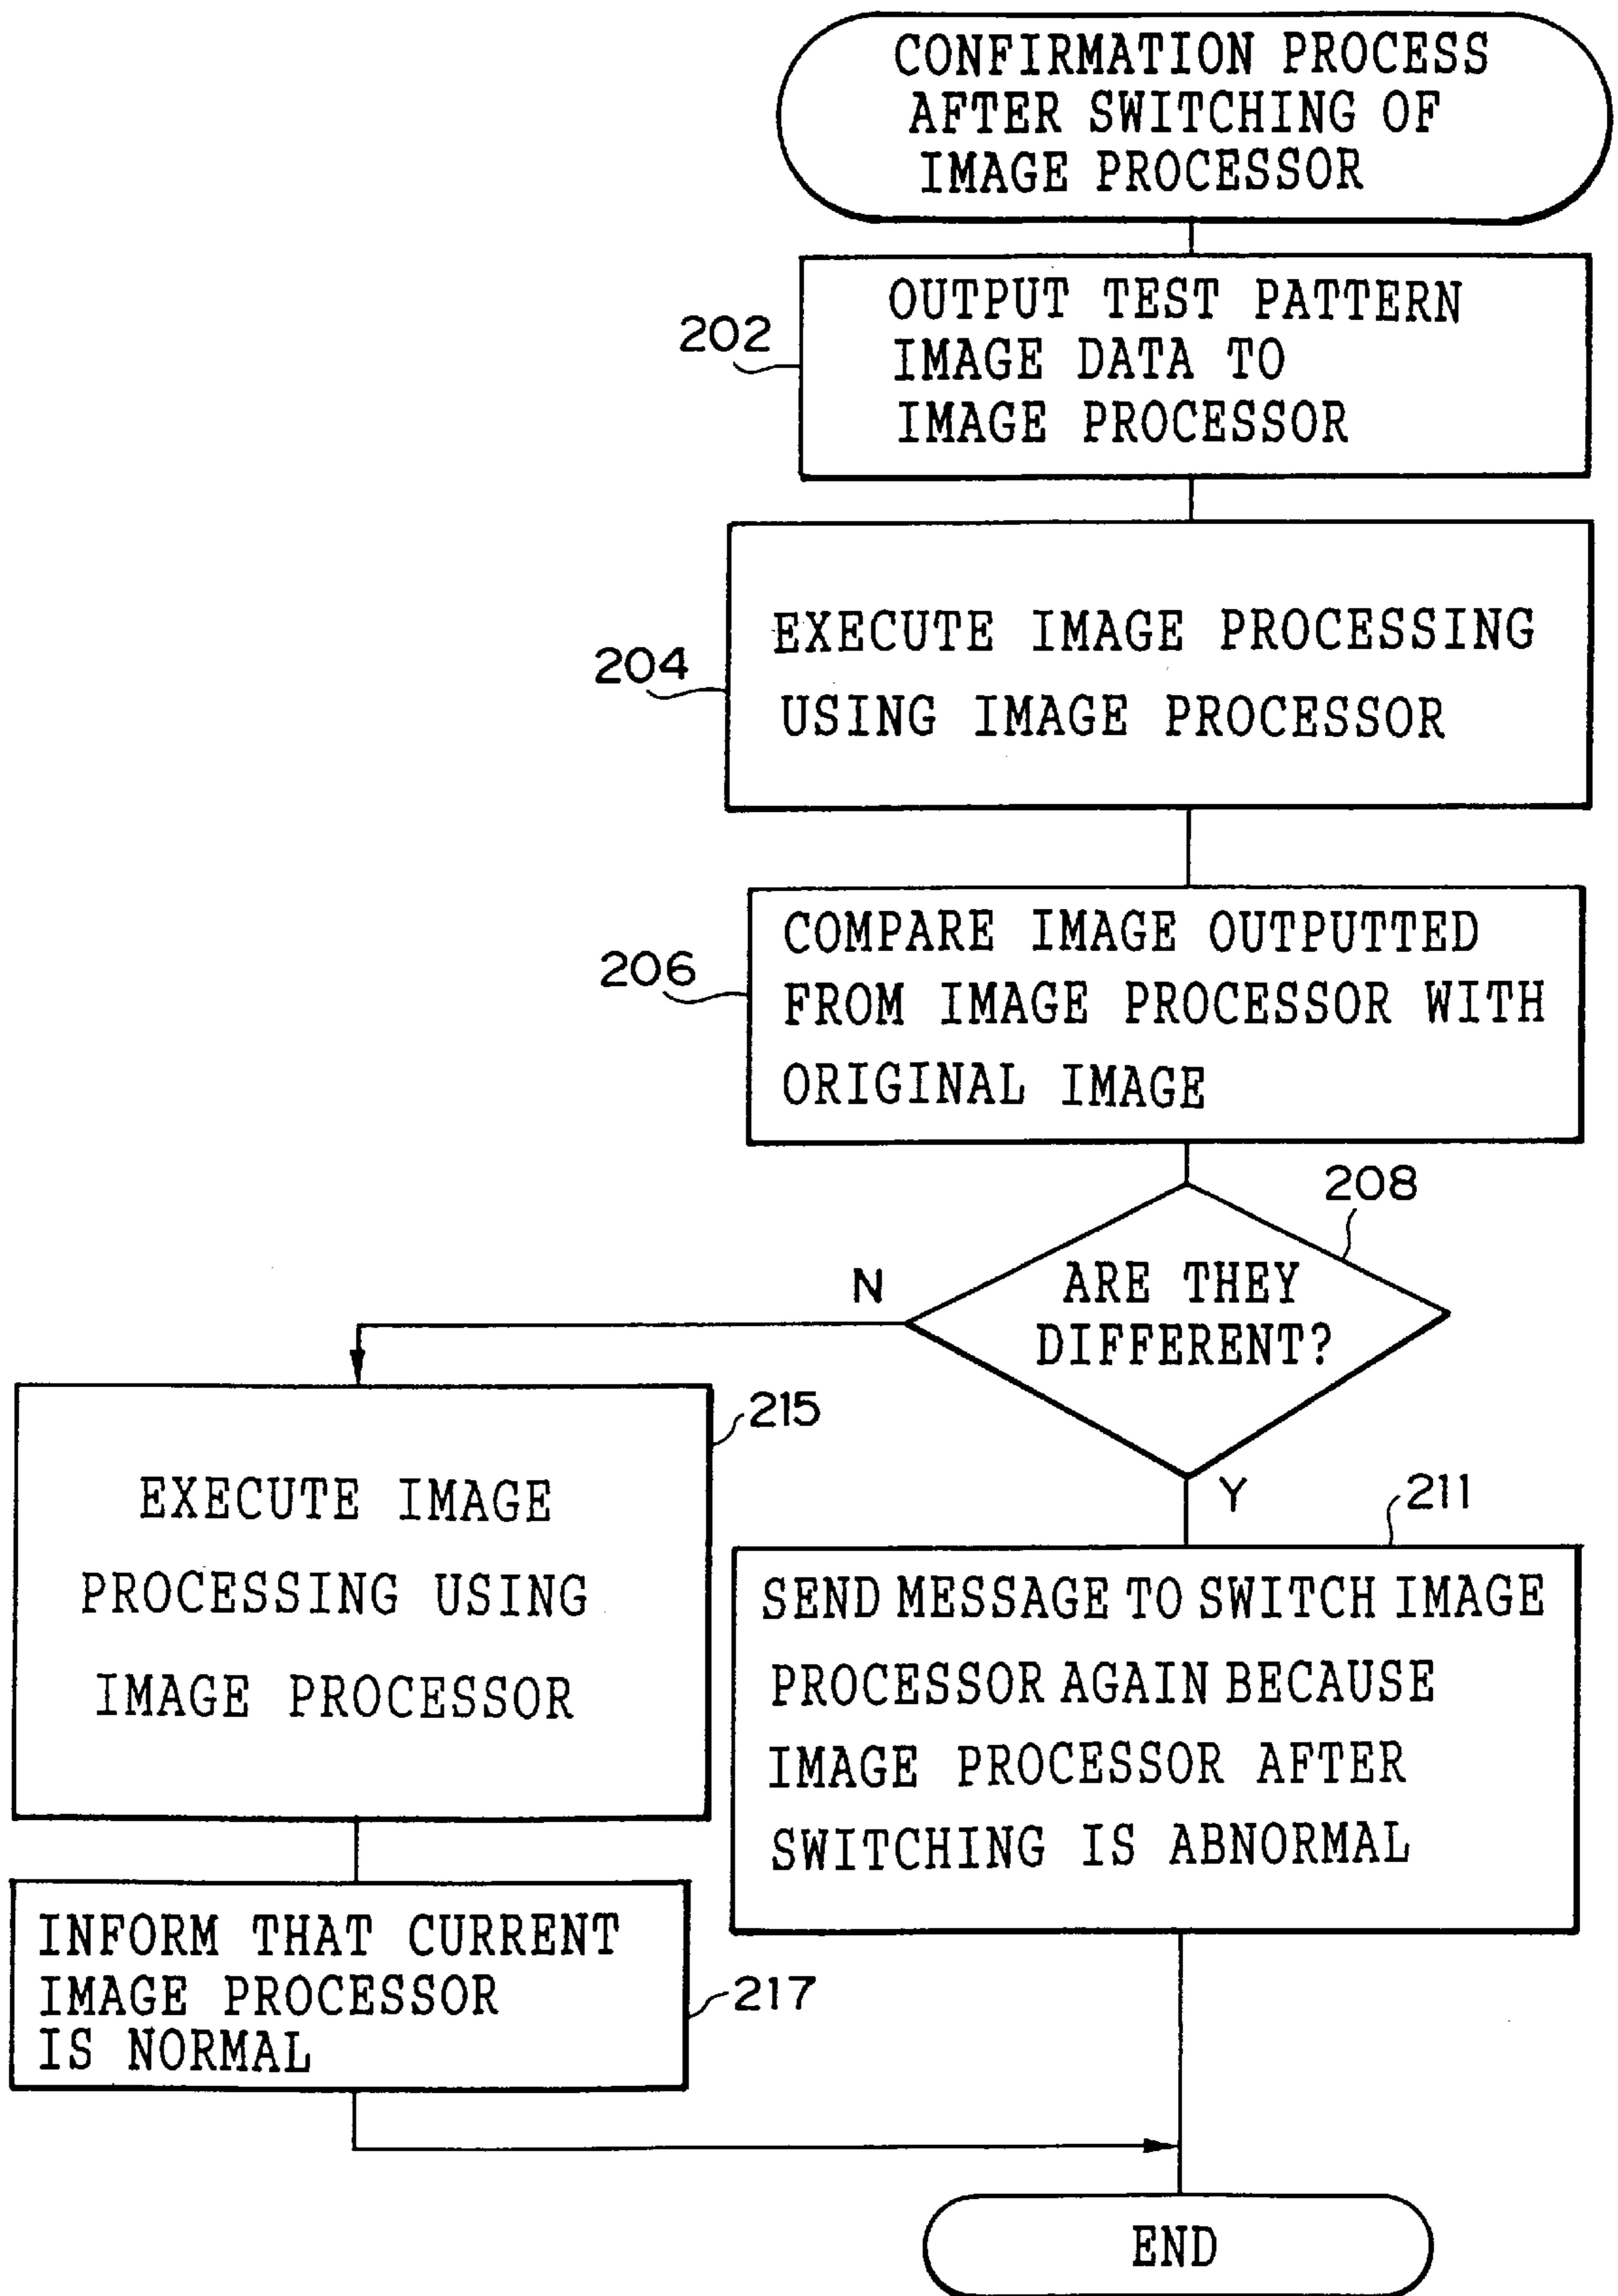 CONFIRMATION PROCESS
AFTER SWITCHING OF
IMAGE PROCESSOR
202
OUTPUT TEST PATTERN
IMAGE DATA TO
IMAGE PROCESSOR
204
EXECUTE IMAGE PROCESSING
USING IMAGE PROCESSOR
206
COMPARE IMAGE OUTPUTTED
FROM IMAGE PROCESSOR WITH
ORIGINAL IMAGE
208
ARE THEY
DIFFERENT?
N
Y
215
EXECUTE IMAGE
PROCESSING USING
IMAGE PROCESSOR
211
SEND MESSAGE TO SWITCH IMAGE
PROCESSOR AGAIN BECAUSE
IMAGE PROCESSOR AFTER
SWITCHING IS ABNORMAL
INFORM THAT CURRENT
IMAGE PROCESSOR
IS NORMAL
217
END